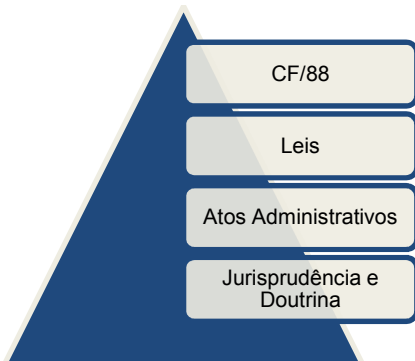 CF/88
Leis
Atos Administrativos
Jurisprudência e
Doutrina